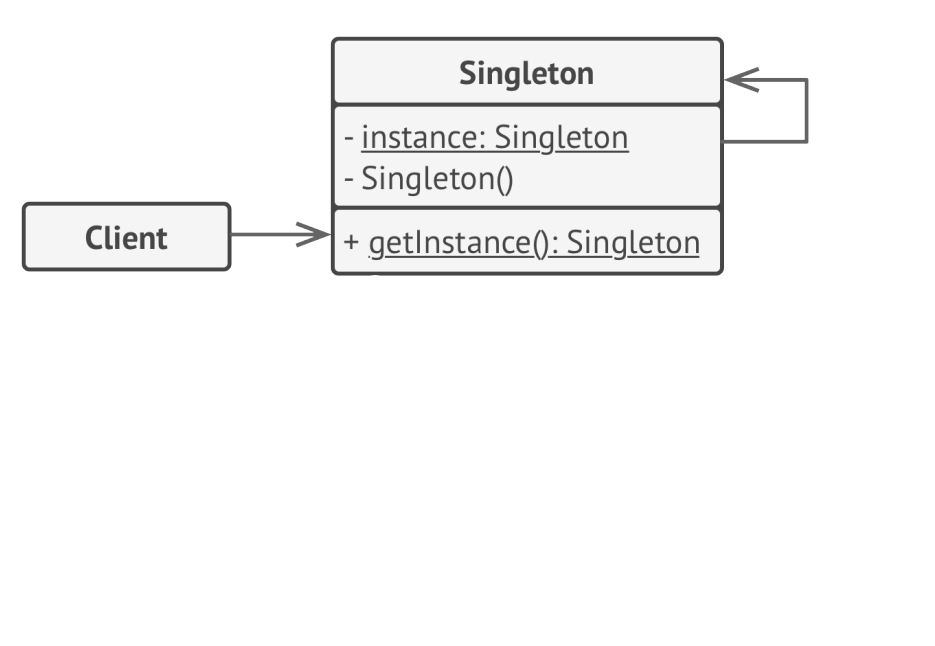 Singleton
- instance: Singleton
- Singleton()
Client
+ getInstance(): Singleton